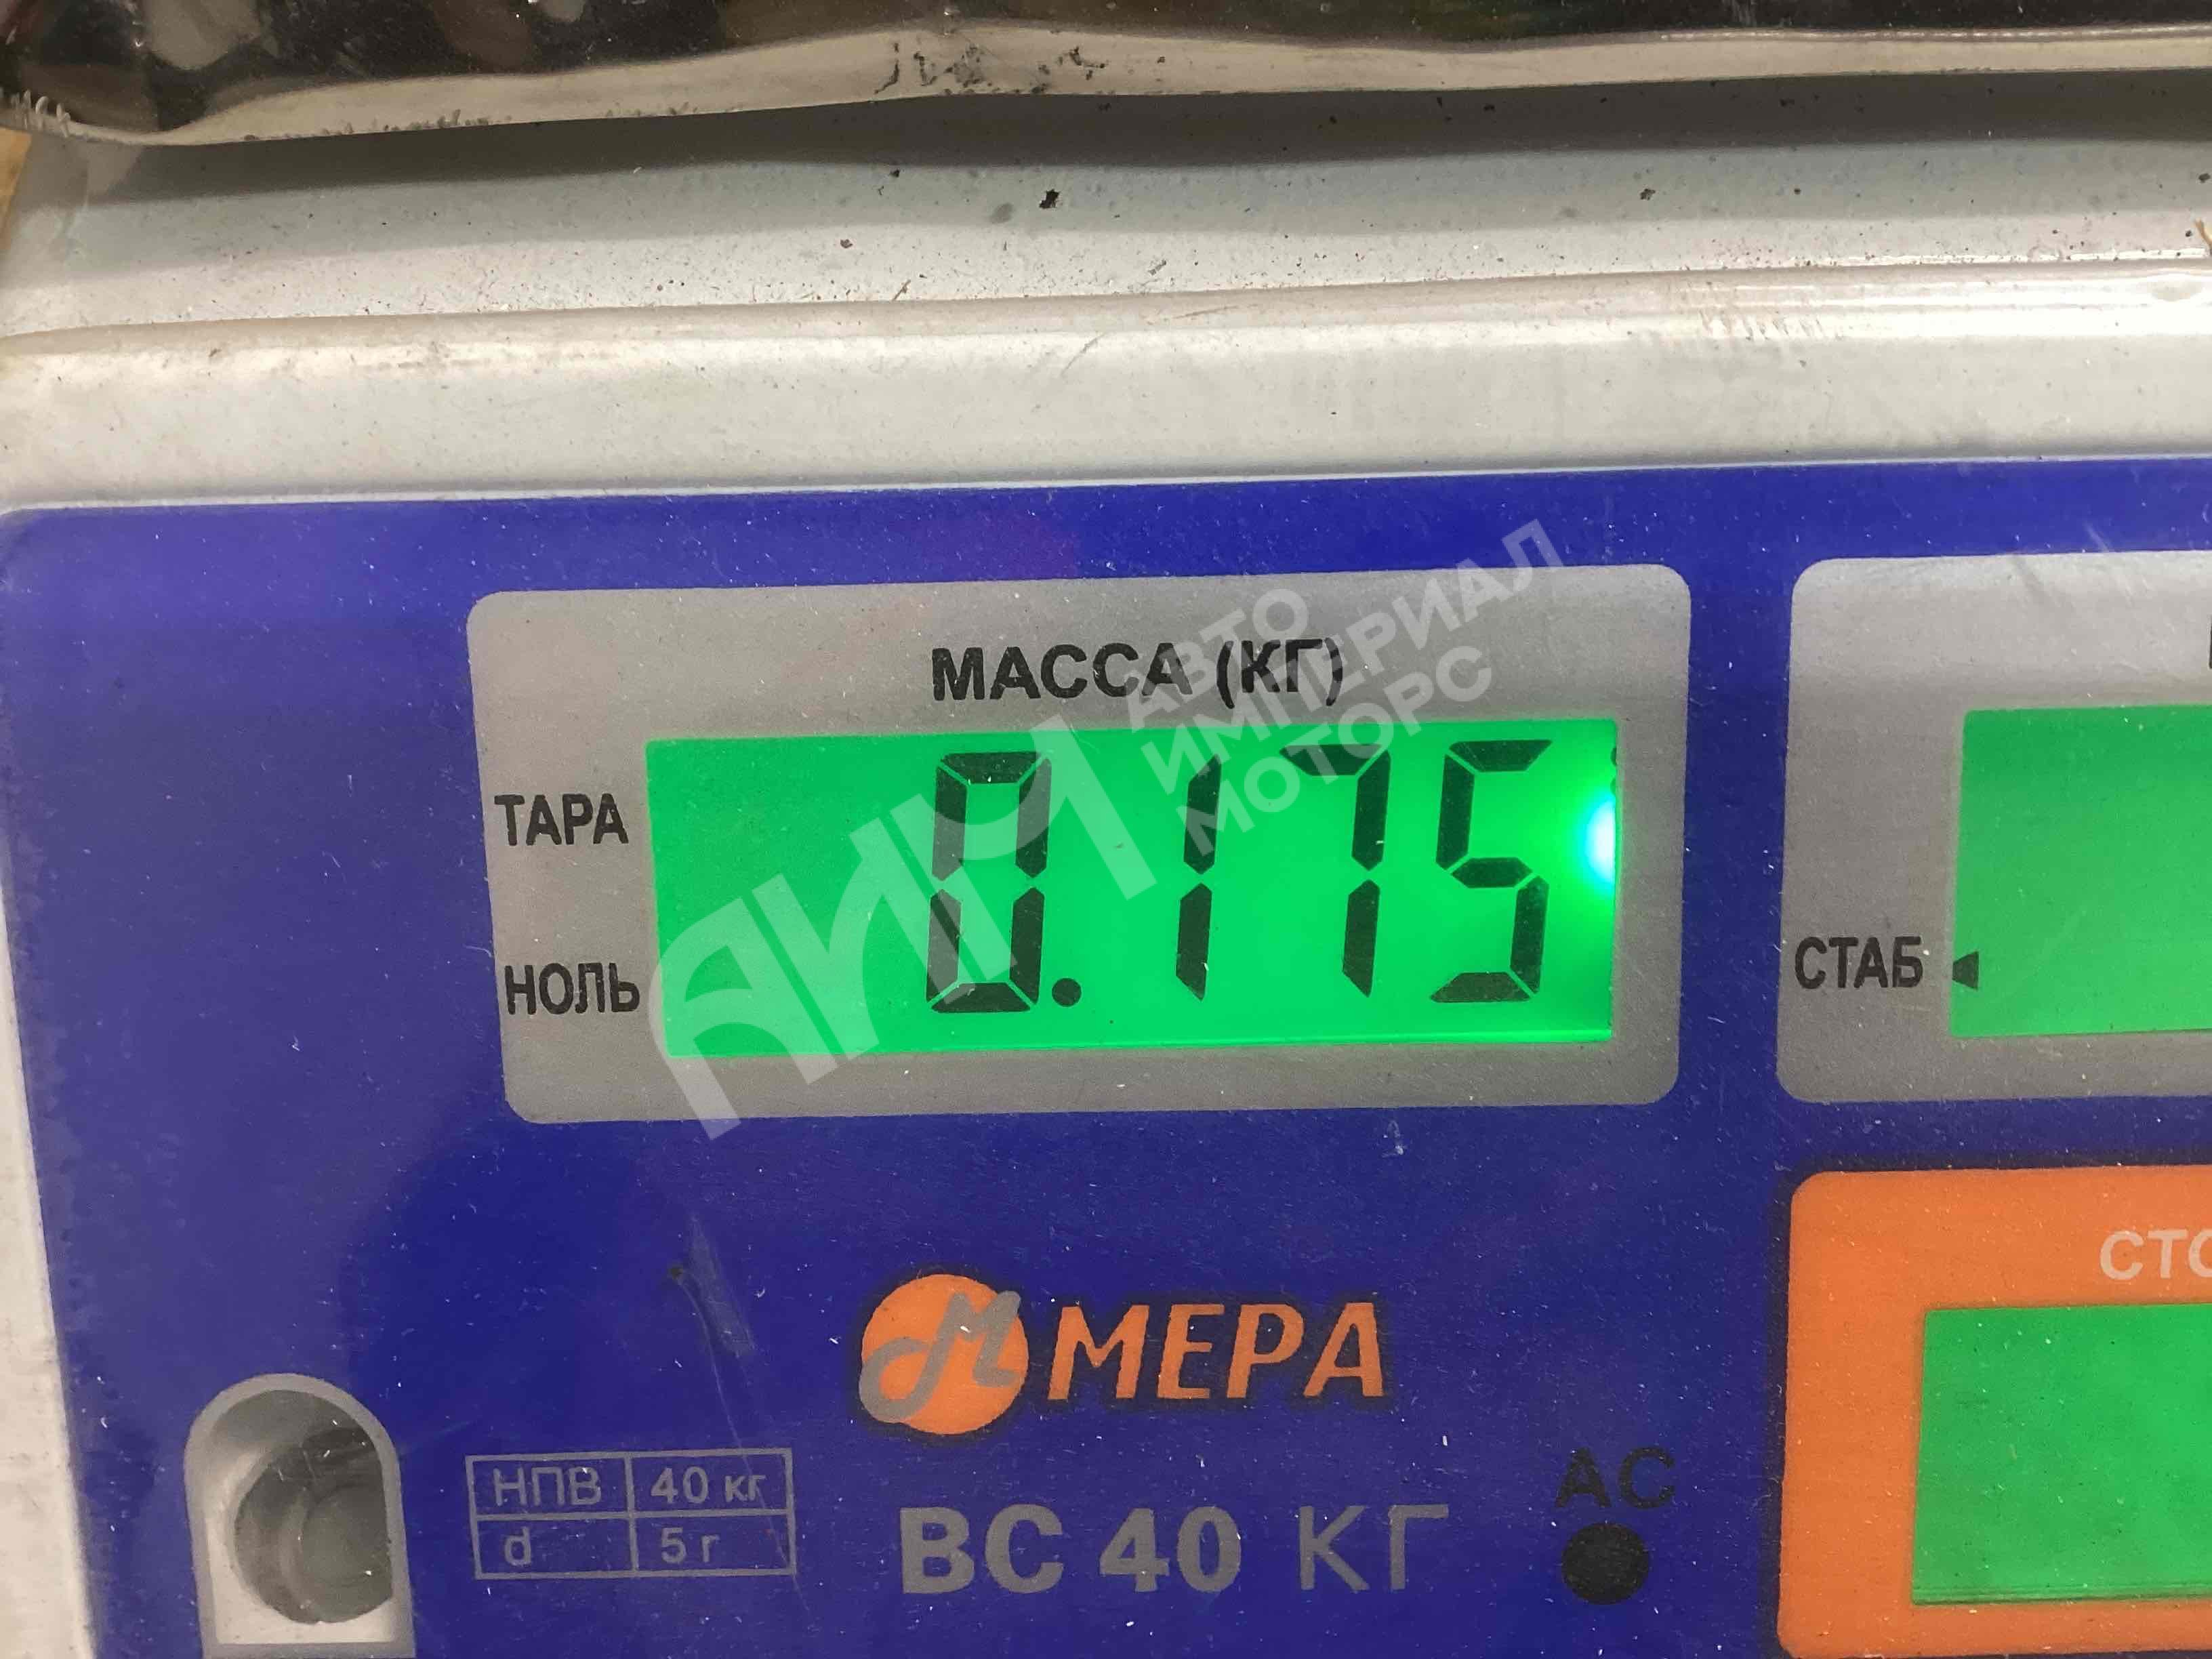 МАССА (КГ)
АВТО
ИМПЕРИАЛ
МОТОРС
АИМ
ТАРА
0.175
НОЛЬ
СТАБ
МЕРА
НПВ 40 кг
d 5 г
ВС 40 КГ
АС